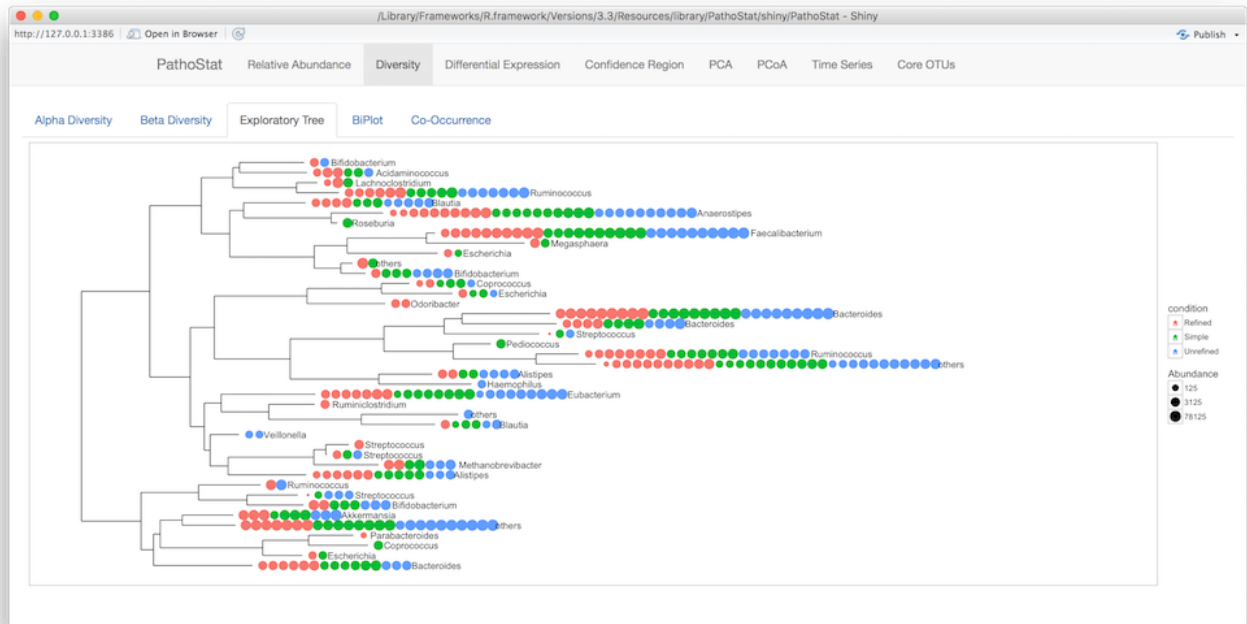 /Library/Frameworks/R.framework/Versions/3.3/Resources/library/PathoStat/shiny/PathoStat - Shiny
http://127.0.0.1:3386 Open in Browser Publish
PathoStat Relative Abundance Diversity Differential Expression Confidence Region PCA PCoA Time Series Core OTUs
Alpha Diversity Beta Diversity Exploratory Tree BiPlot Co-Occurrence
Bifidobacterium
Acidaminococcus
Lachnoclostridium
Ruminococcus
Blautia
Anaerostipes
Roseburia
Faecalibacterium
Megasphaera
Escherichia
others
Bifidobacterium
Coprococcus
Escherichia
Odoribacter
Bacteroides
Bacteroides
Streptococcus
Pediococcus
Ruminococcus
others
Alistipes
Haemophilus
Eubacterium
Ruminiclostridium
others
Blautia
Veillonella
Streptococcus
Streptococcus
Methanobrevibacter
Alistipes
Ruminococcus
Streptococcus
Bifidobacterium
Akkermansia
others
Parabacteroides
Coprococcus
Escherichia
Bacteroides
condition
Refined
Simple
Unrefined
Abundance
125
3125
78125